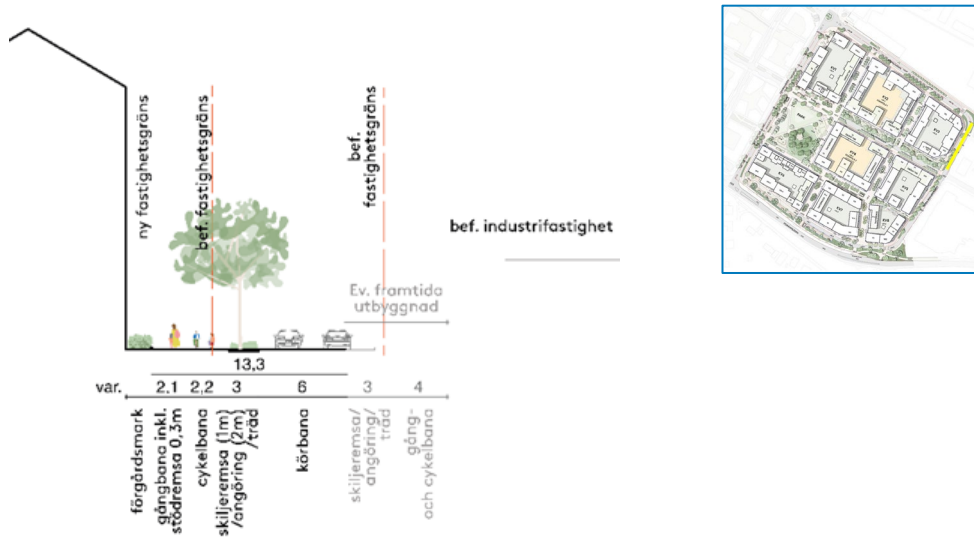 ny fastighetsgräns
bef. fastighetsgräns
bef.
fastighetsgräns
bef. industrifastighet
Ev. framtida
utbyggnad
13,3
var. 2,1 2,2 3 6 3 4
förgårdsmark
gångbana inkl.
stödremsa 0,3m
cykelbana
skiljeremsa (1m)
/angöring (2m)
/träd
körbana
skiljeremsa/
angöring/
träd
gång-
och cykelbana